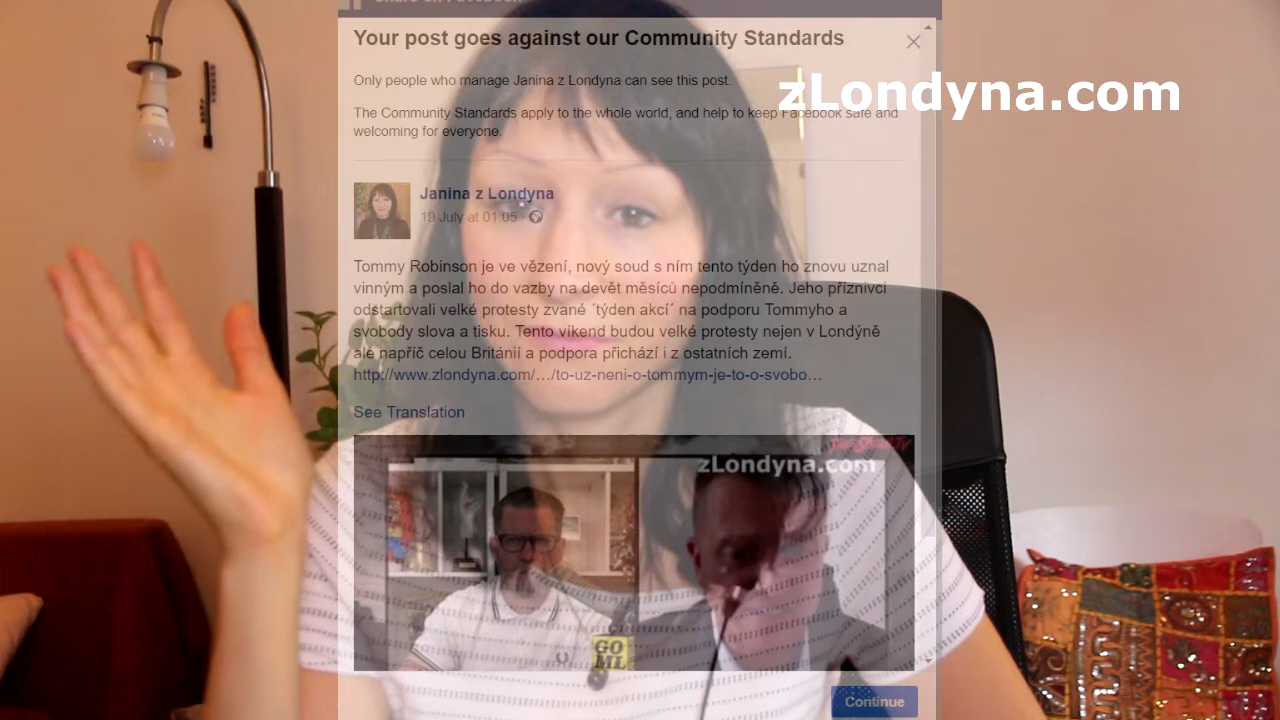 Your post goes against our Community Standards
Only people who manage Janina z Londyna can see this post.
zLondyna.com
The Community Standards apply to the whole world, and help to keep Facebook safe and
welcoming for everyone.
Janina z Londyna
19 July at 01:05
Tommy Robinson je ve vězení, nový soud s ním tento týden ho znovu uznal
vinným a poslal ho do vazby na devět měsíců nepodmíněně. Jeho příznivci
odstartovali velké protesty zvané ´týden akcí´ na podporu Tommyho a
svobody slova a tisku. Tento víkend budou velké protesty nejen v Londýně
ale napříč celou Británií a podpora přichází i z ostatních zemí.
http://www.zlondyna.com/…/to-uz-neni-o-tommym-je-to-o-svobo…
See Translation
zLondyna.com
GO
ML
Continue